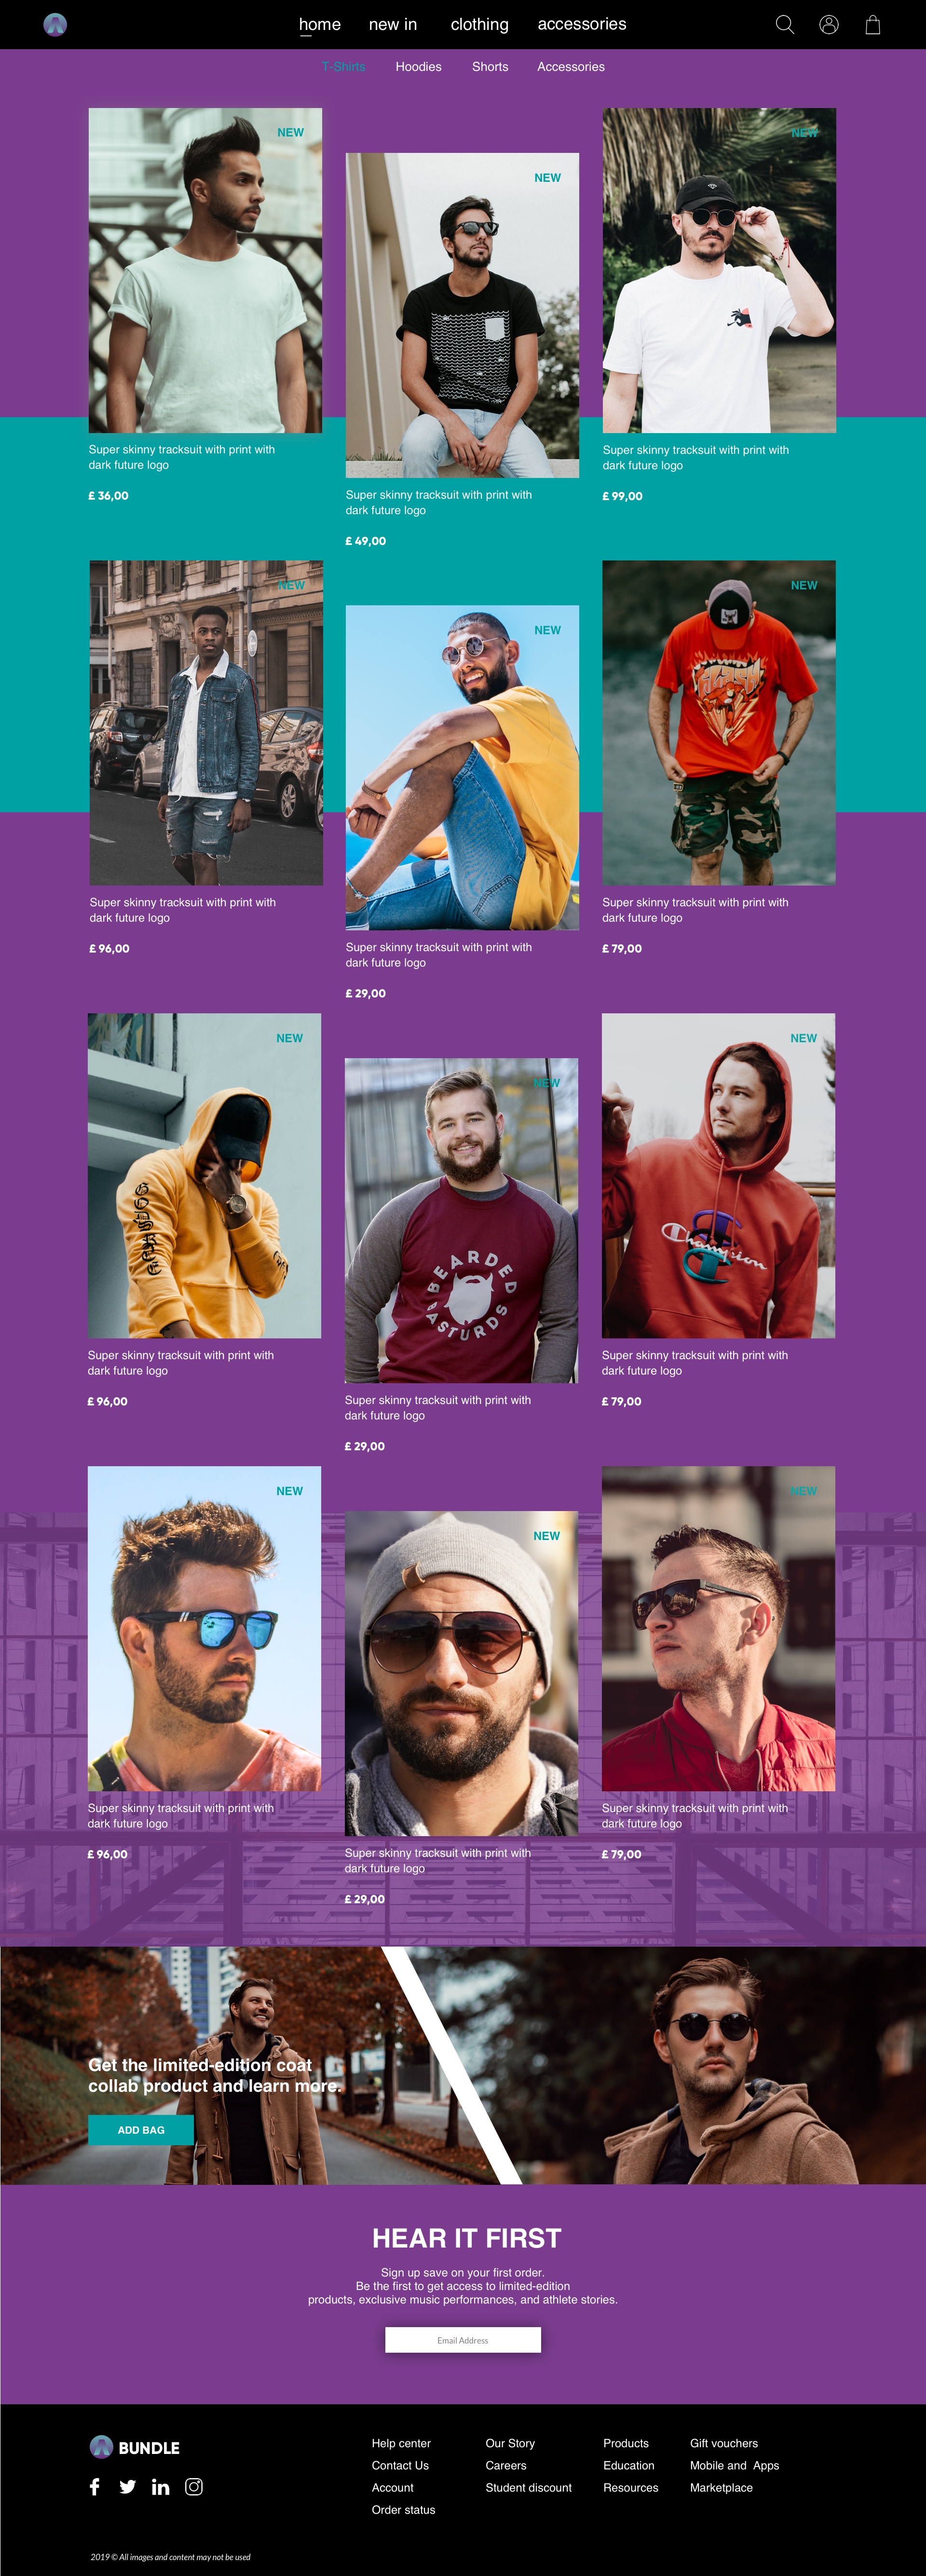 home new in clothing accessories
T-Shirts Hoodies Shorts Accessories
NEW
NEW
NEW
Super skinny tracksuit with print with
dark future logo
£ 36,00
Super skinny tracksuit with print with
dark future logo
£ 49,00
Super skinny tracksuit with print with
dark future logo
£ 99,00
NEW
NEW
NEW
Super skinny tracksuit with print with
dark future logo
£ 96,00
Super skinny tracksuit with print with
dark future logo
£ 29,00
Super skinny tracksuit with print with
dark future logo
£ 79,00
NEW
NEW
NEW
BEARDED
BASTURDS
Champion
Super skinny tracksuit with print with
dark future logo
£ 96,00
Super skinny tracksuit with print with
dark future logo
£ 29,00
Super skinny tracksuit with print with
dark future logo
£ 79,00
NEW
NEW
NEW
Super skinny tracksuit with print with
dark future logo
£ 96,00
Super skinny tracksuit with print with
dark future logo
£ 29,00
Super skinny tracksuit with print with
dark future logo
£ 79,00
Get the limited-edition coat
collab product and learn more.
ADD BAG
HEAR IT FIRST
Sign up save on your first order.
Be the first to get access to limited-edition
products, exclusive music performances, and athlete stories.
Email Address
BUNDLE
Help center Our Story Products Gift vouchers
Contact Us Careers Education Mobile and Apps
Account Student discount Resources Marketplace
Order status
2019 © All images and content may not be used